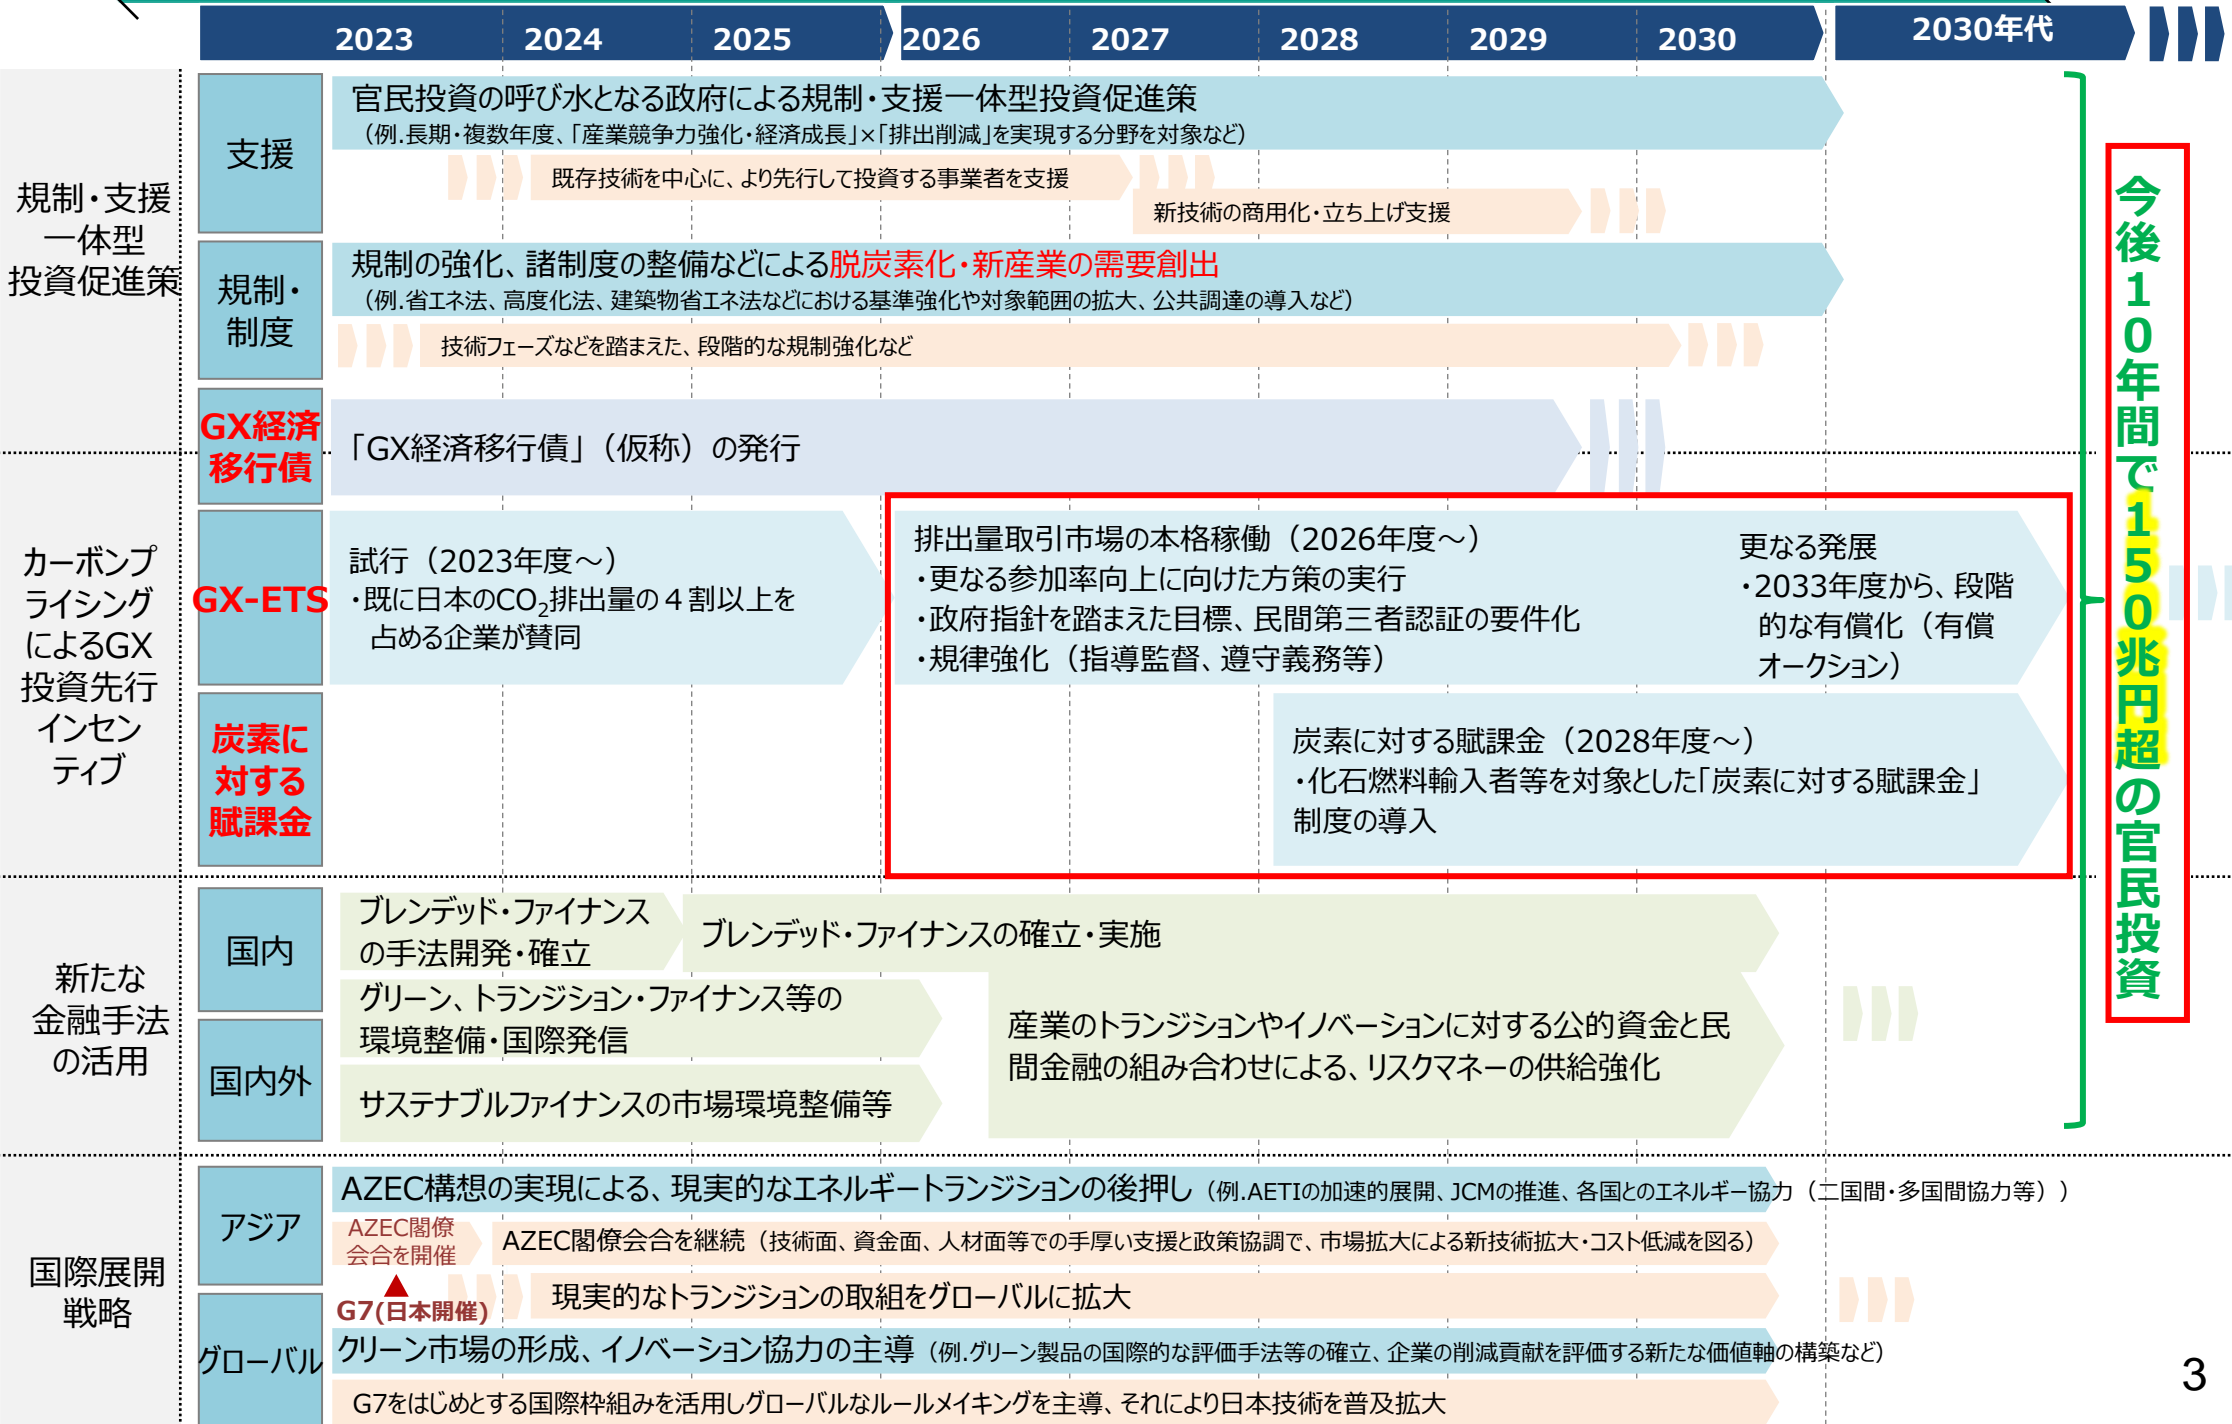 2023
2024
2025
2026
2027
2028
2029
2030
2030年代
規制・支援
一体型
投資促進策
支援
官民投資の呼び水となる政府による規制・支援一体型投資促進策
（例.長期・複数年度、「産業競争力強化・経済成長」×「排出削減」を実現する分野を対象など）
既存技術を中心に、より先行して投資する事業者を支援
新技術の商用化・立ち上げ支援
規制・
制度
規制の強化、諸制度の整備などによる脱炭素化・新産業の需要創出
（例.省エネ法、高度化法、建築物省エネ法などにおける基準強化や対象範囲の拡大、公共調達の導入など）
技術フェーズなどを踏まえた、段階的な規制強化など
GX経済
移行債
「GX経済移行債」（仮称）の発行
カーボンプ
ライシング
によるGX
投資先行
インセン
ティブ
GX-ETS
試行（2023年度～）
・既に日本のCO2排出量の４割以上を
占める企業が賛同
排出量取引市場の本格稼働（2026年度～）
・更なる参加率向上に向けた方策の実行
・政府指針を踏まえた目標、民間第三者認証の要件化
・規律強化（指導監督、遵守義務等）
更なる発展
・2033年度から、段階
的な有償化（有償
オークション）
炭素に
対する
賦課金
炭素に対する賦課金（2028年度～）
・化石燃料輸入者等を対象とした「炭素に対する賦課金」
制度の導入
今後１０年間で１５０兆円超の官民投資
新たな
金融手法
の活用
国内
ブレンデッド・ファイナンス
の手法開発・確立
ブレンデッド・ファイナンスの確立・実施
グリーン、トランジション・ファイナンス等の
環境整備・国際発信
国内外
サステナブルファイナンスの市場環境整備等
産業のトランジションやイノベーションに対する公的資金と民
間金融の組み合わせによる、リスクマネーの供給強化
国際展開
戦略
アジア
AZEC構想の実現による、現実的なエネルギートランジションの後押し（例.AETIの加速的展開、JCMの推進、各国とのエネルギー協力（二国間・多国間協力等））
AZEC閣僚
会合を開催
AZEC閣僚会合を継続（技術面、資金面、人材面等での手厚い支援と政策協調で、市場拡大による新技術拡大・コスト低減を図る）
▲
G7(日本開催)
現実的なトランジションの取組をグローバルに拡大
グローバル
クリーン市場の形成、イノベーション協力の主導（例.グリーン製品の国際的な評価手法等の確立、企業の削減貢献を評価する新たな価値軸の構築など）
G7をはじめとする国際枠組みを活用しグローバルなルールメイキングを主導、それにより日本技術を普及拡大
3